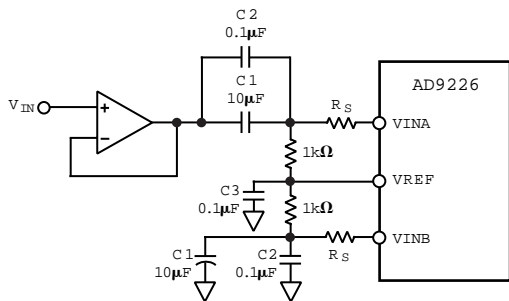 C2
0.1µF
C1
10µF
AD9226
VIN
+
−
RS
VINA
1kΩ
VREF
C3
0.1µF
1kΩ
VINB
RS
C1
10µF
C2
0.1µF